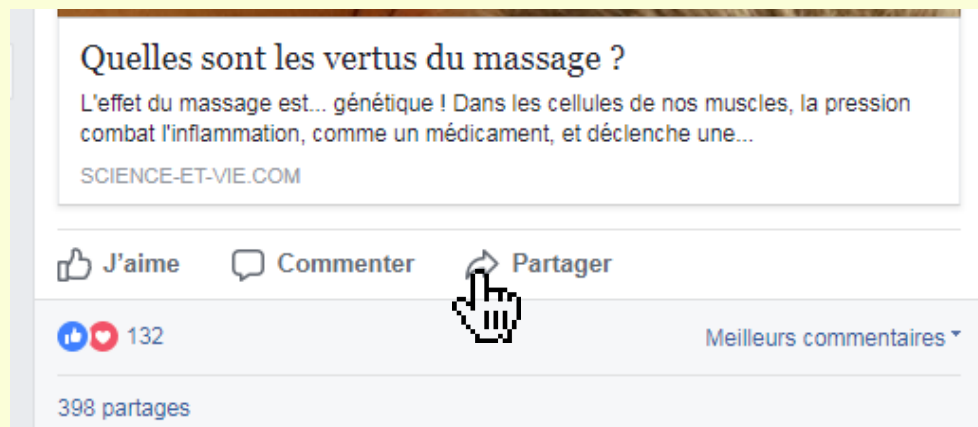 Quelles sont les vertus du massage ?
L'effet du massage est... génétique ! Dans les cellules de nos muscles, la pression
combat l'inflammation, comme un médicament, et déclenche une...
SCIENCE-ET-VIE.COM
J'aime Commenter Partager
132 Meilleurs commentaires
398 partages